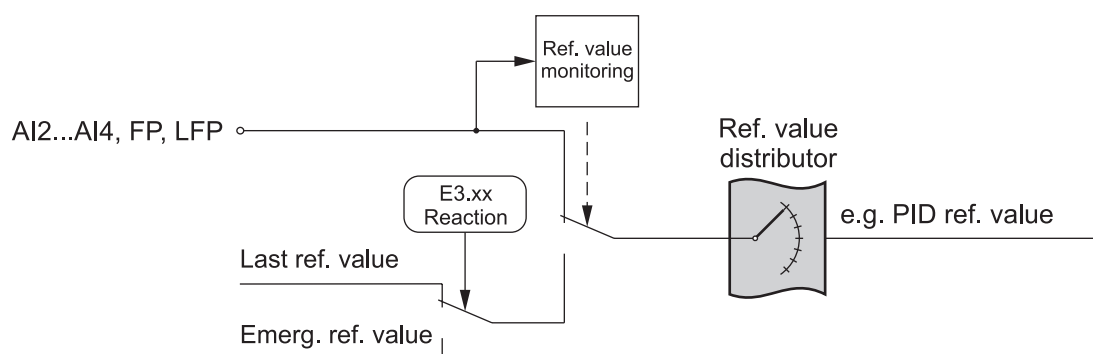 Ref. value
monitoring
AI2...AI4, FP, LFP
Ref. value
distributor
E3.xx
Reaction
e.g. PID ref. value
Last ref. value
Emerg. ref. value